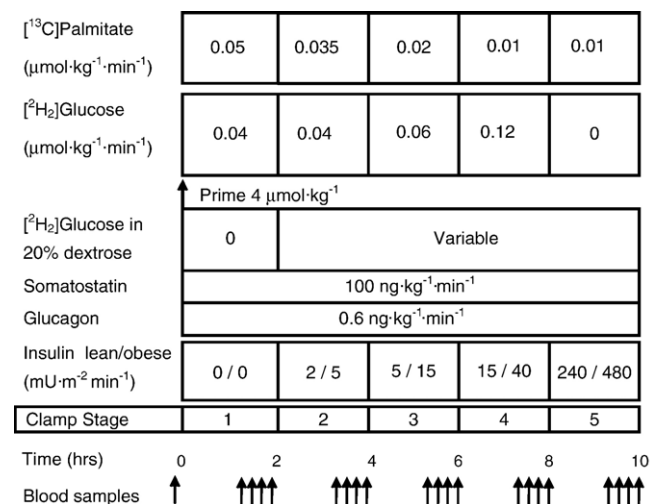 [¹³C]Palmitate
(μmol·kg⁻¹·min⁻¹)
0.05 0.035 0.02 0.01 0.01
[²H₂]Glucose
(μmol·kg⁻¹·min⁻¹)
0.04 0.04 0.06 0.12 0
Prime 4 μmol·kg⁻¹
[²H₂]Glucose in
20% dextrose
0 Variable
Somatostatin 100 ng·kg⁻¹·min⁻¹
Glucagon 0.6 ng·kg⁻¹·min⁻¹
Insulin lean/obese
(mU·m⁻² min⁻¹)
0 / 0 2 / 5 5 / 15 15 / 40 240 / 480
Clamp Stage 1 2 3 4 5
Time (hrs) 0 2 4 6 8 10
Blood samples